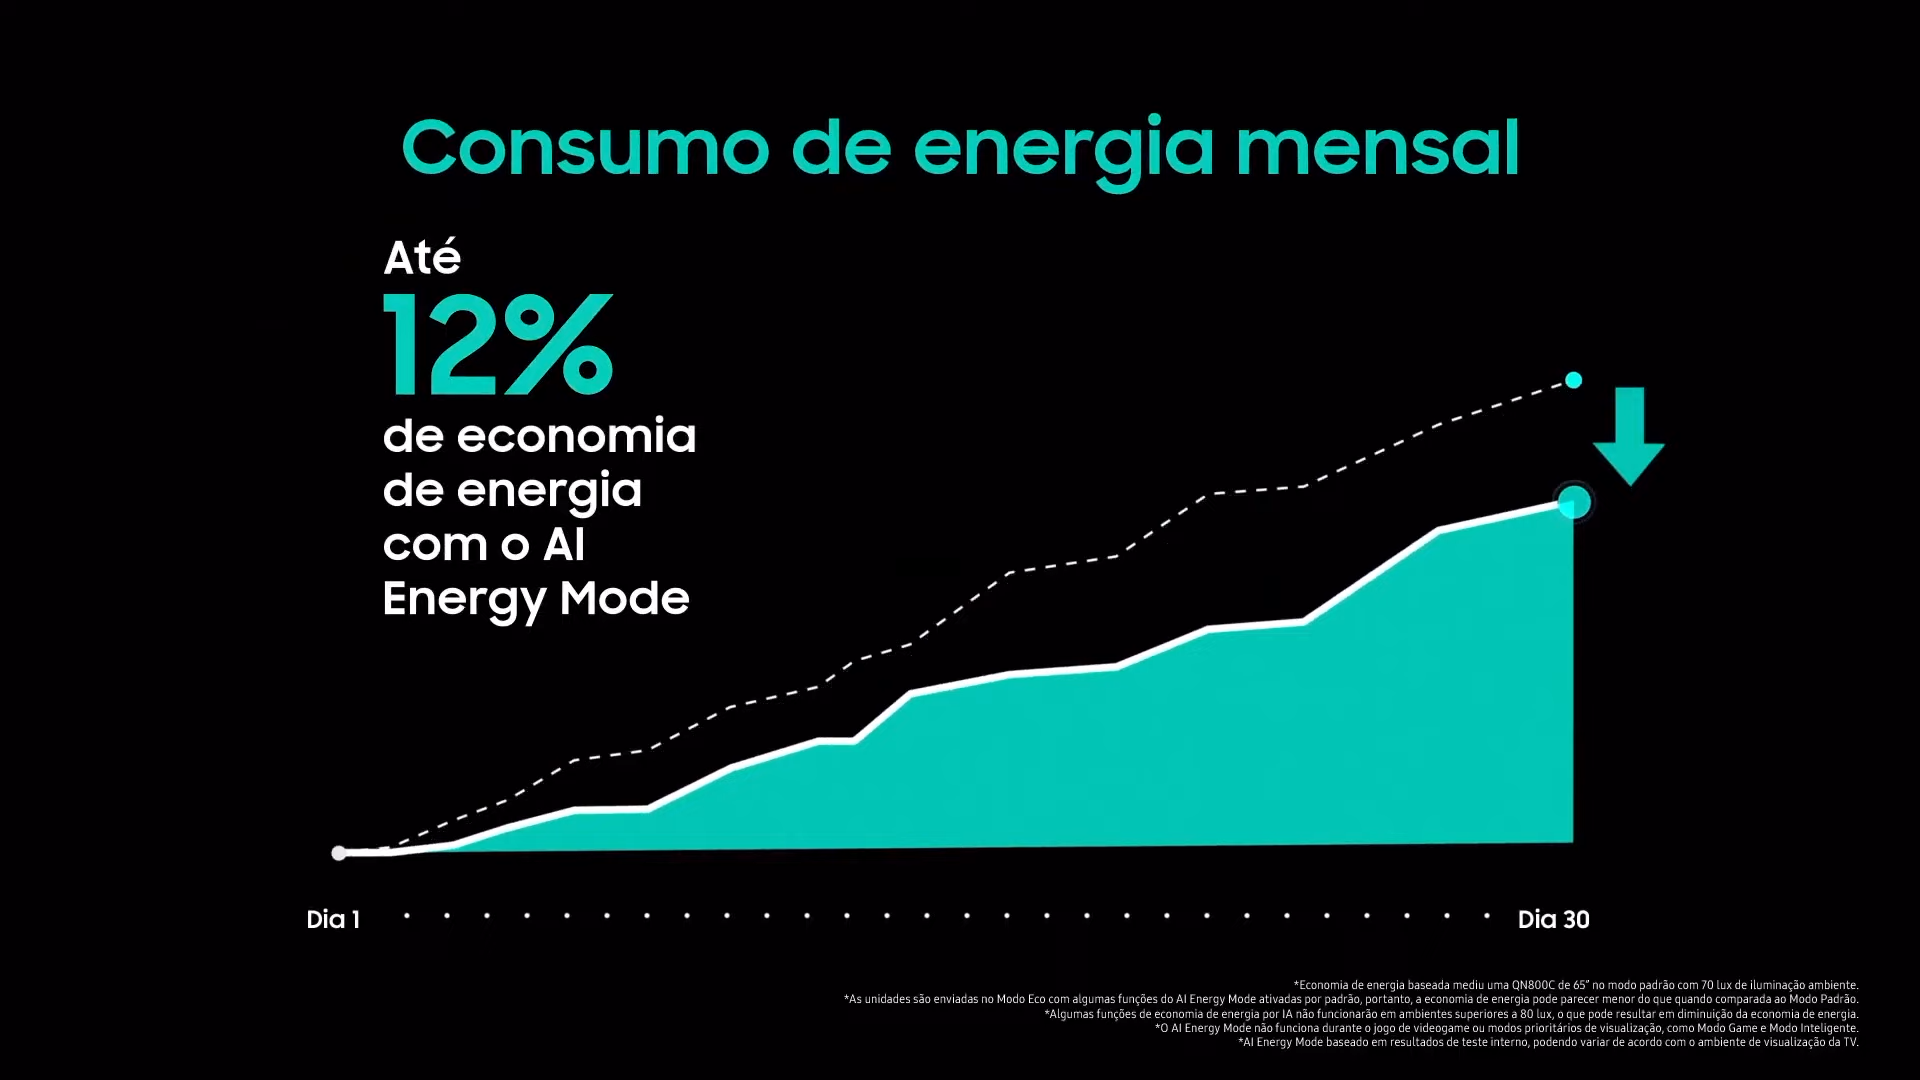 Consumo de energia mensal
Até
12%
de economia
de energia
com o AI
Energy Mode
Dia 1
Dia 30
*Economia de energia baseada mediu uma QN800C de 65" no modo padrão com 70 lux de iluminação ambiente.
*As unidades são enviadas no Modo Eco com algumas funções do AI Energy Mode ativadas por padrão, portanto, a economia de energia pode parecer menor do que quando comparada ao Modo Padrão.
*Algumas funções de economia de energia por IA não funcionarão em ambientes superiores a 80 lux, o que pode resultar em diminuição da economia de energia.
*O AI Energy Mode não funciona durante o jogo de videogame ou modos prioritários de visualização, como Modo Game e Modo Inteligente.
*AI Energy Mode baseado em resultados de teste interno, podendo variar de acordo com o ambiente de visualização da TV.